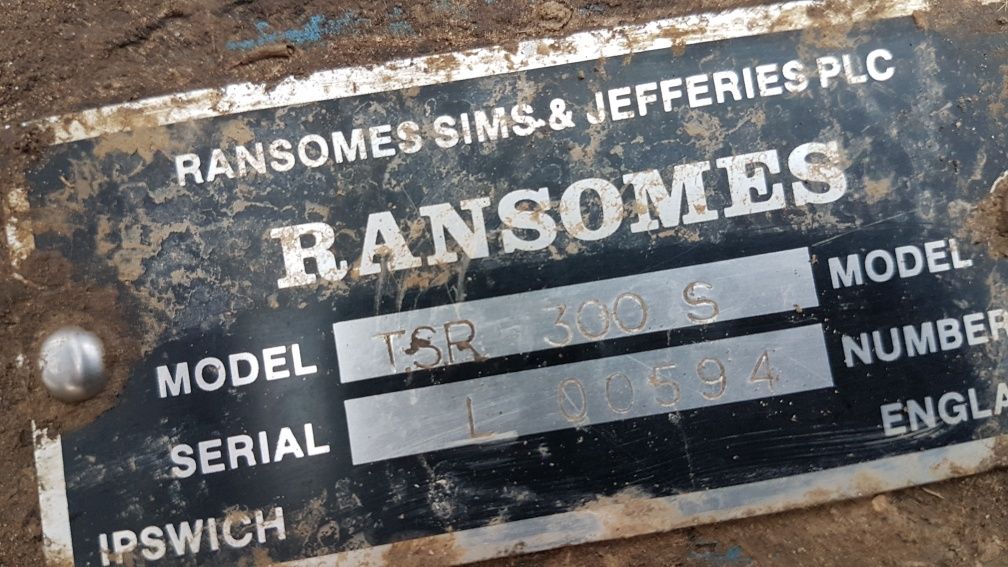 RANSOMES SIMS & JEFFERIES PLC
RANSOMES
MODEL TSR 300 S MODEL
SERIAL L 00594 NUMBER
IPSWICH ENGLA